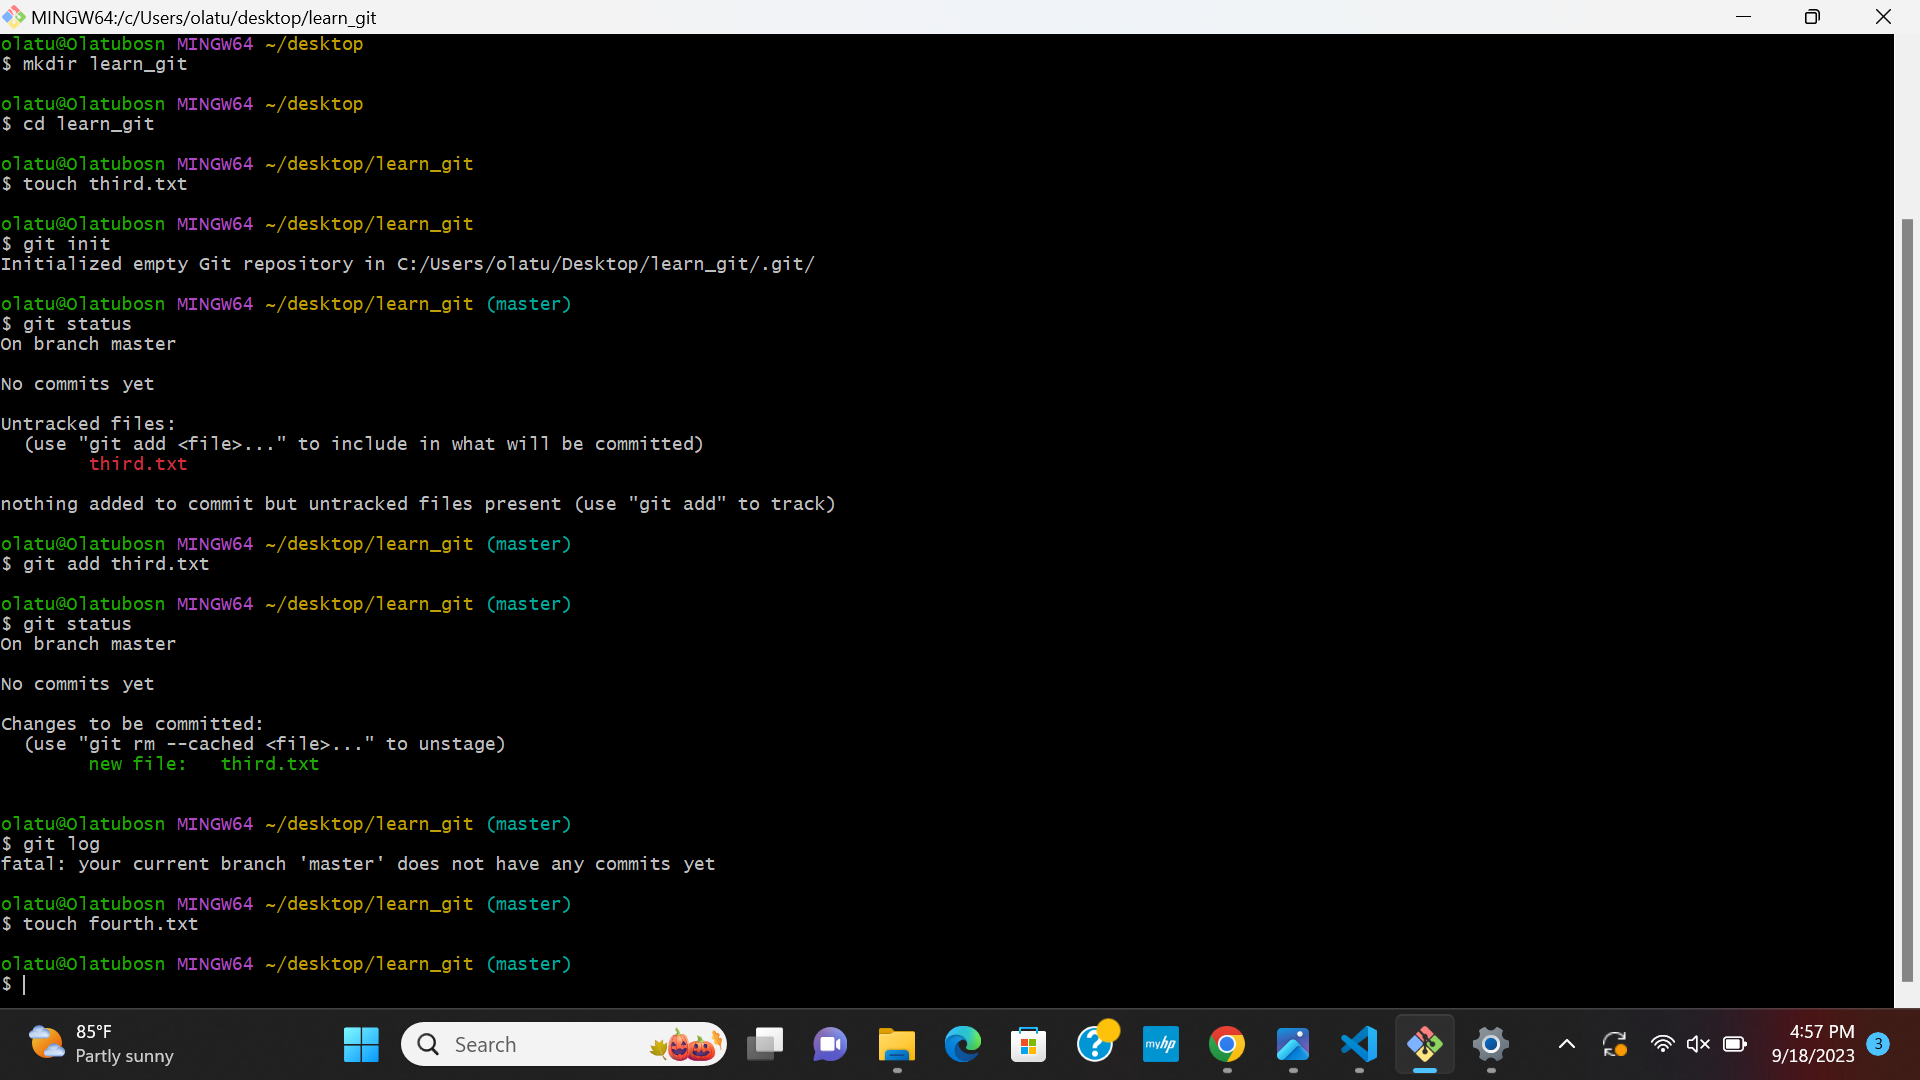 MINGW64:/c/Users/olatu/desktop/learn_git
olatu@Olatubosn MINGW64 ~/desktop
$ mkdir learn_git
olatu@Olatubosn MINGW64 ~/desktop
$ cd learn_git
olatu@Olatubosn MINGW64 ~/desktop/learn_git
$ touch third.txt
olatu@Olatubosn MINGW64 ~/desktop/learn_git
$ git init
Initialized empty Git repository in C:/Users/olatu/Desktop/learn_git/.git/
olatu@Olatubosn MINGW64 ~/desktop/learn_git (master)
$ git status
On branch master
No commits yet
Untracked files:
  (use "git add <file>..." to include in what will be committed)
        third.txt
nothing added to commit but untracked files present (use "git add" to track)
olatu@Olatubosn MINGW64 ~/desktop/learn_git (master)
$ git add third.txt
olatu@Olatubosn MINGW64 ~/desktop/learn_git (master)
$ git status
On branch master
No commits yet
Changes to be committed:
  (use "git rm --cached <file>..." to unstage)
        new file:   third.txt
olatu@Olatubosn MINGW64 ~/desktop/learn_git (master)
$ git log
fatal: your current branch 'master' does not have any commits yet
olatu@Olatubosn MINGW64 ~/desktop/learn_git (master)
$ touch fourth.txt
olatu@Olatubosn MINGW64 ~/desktop/learn_git (master)
$
85°F
Partly sunny
Search
myhp
4:57 PM
9/18/2023
3